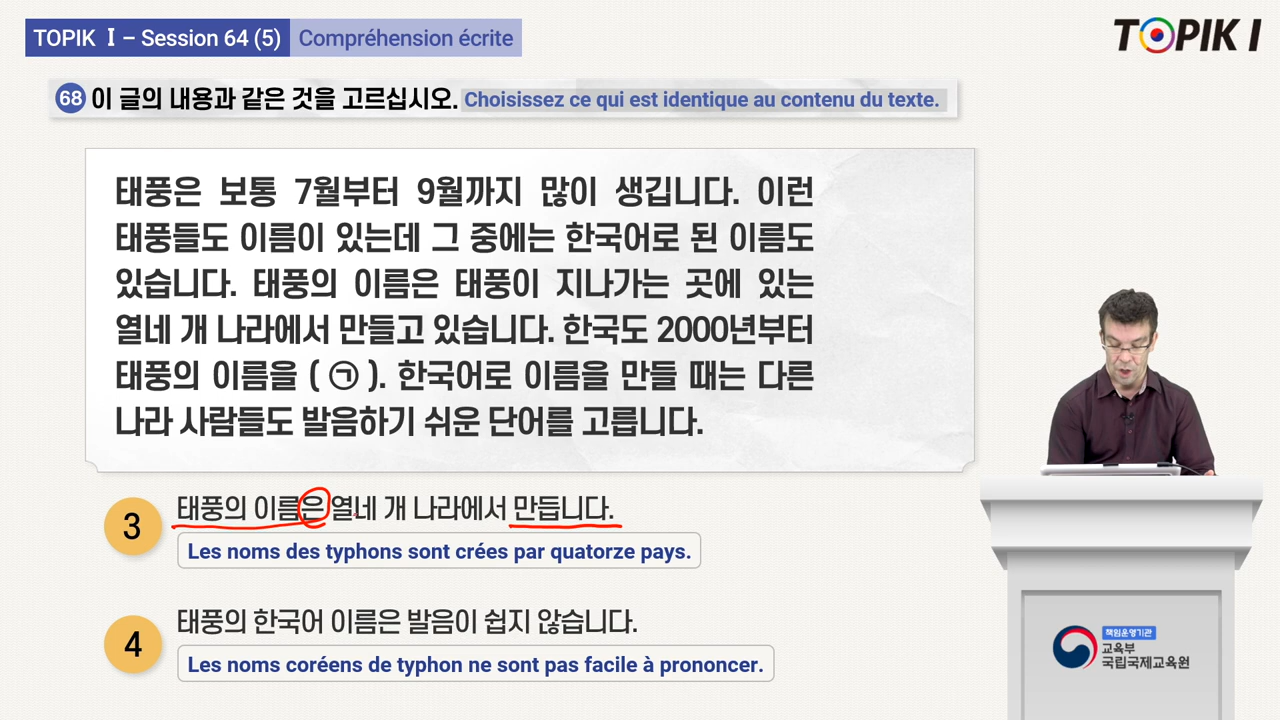 TOPIK Ⅰ – Session 64 (5) Compréhension écrite
TOPIK I
68 이 글의 내용과 같은 것을 고르십시오. Choisissez ce qui est identique au contenu du texte.
태풍은 보통 7월부터 9월까지 많이 생깁니다. 이런
태풍들도 이름이 있는데 그 중에는 한국어로 된 이름도
있습니다. 태풍의 이름은 태풍이 지나가는 곳에 있는
열네 개 나라에서 만들고 있습니다. 한국도 2000년부터
태풍의 이름을 ( ㉠ ). 한국어로 이름을 만들 때는 다른
나라 사람들도 발음하기 쉬운 단어를 고릅니다.
3 태풍의 이름은 열네 개 나라에서 만듭니다.
Les noms des typhons sont crées par quatorze pays.
4 태풍의 한국어 이름은 발음이 쉽지 않습니다.
Les noms coréens de typhon ne sont pas facile à prononcer.
책임운영기관
교육부
국립국제교육원